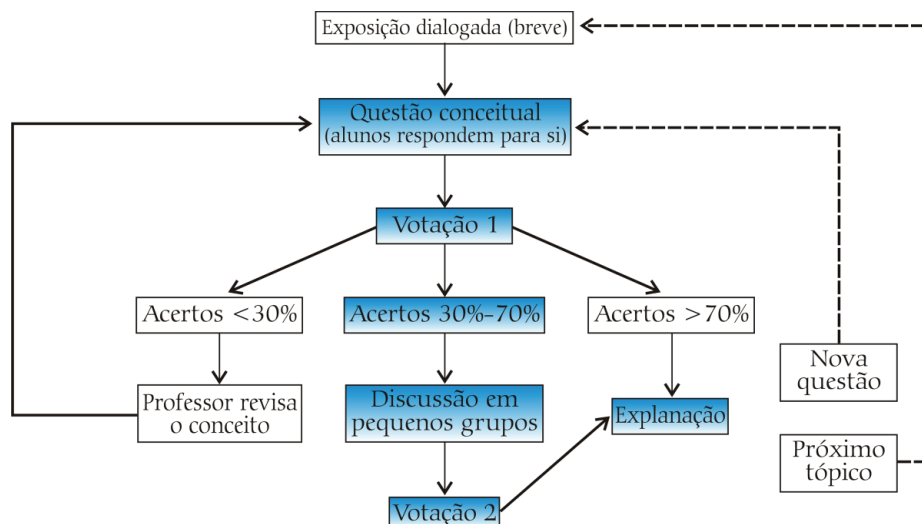 Exposição dialogada (breve)
Questão conceitual
(alunos respondem para si)
Votação 1
Acertos <30%
Acertos 30%-70%
Acertos >70%
Professor revisa
o conceito
Discussão em
pequenos grupos
Explanação
Nova
questão
Votação 2
Próximo
tópico